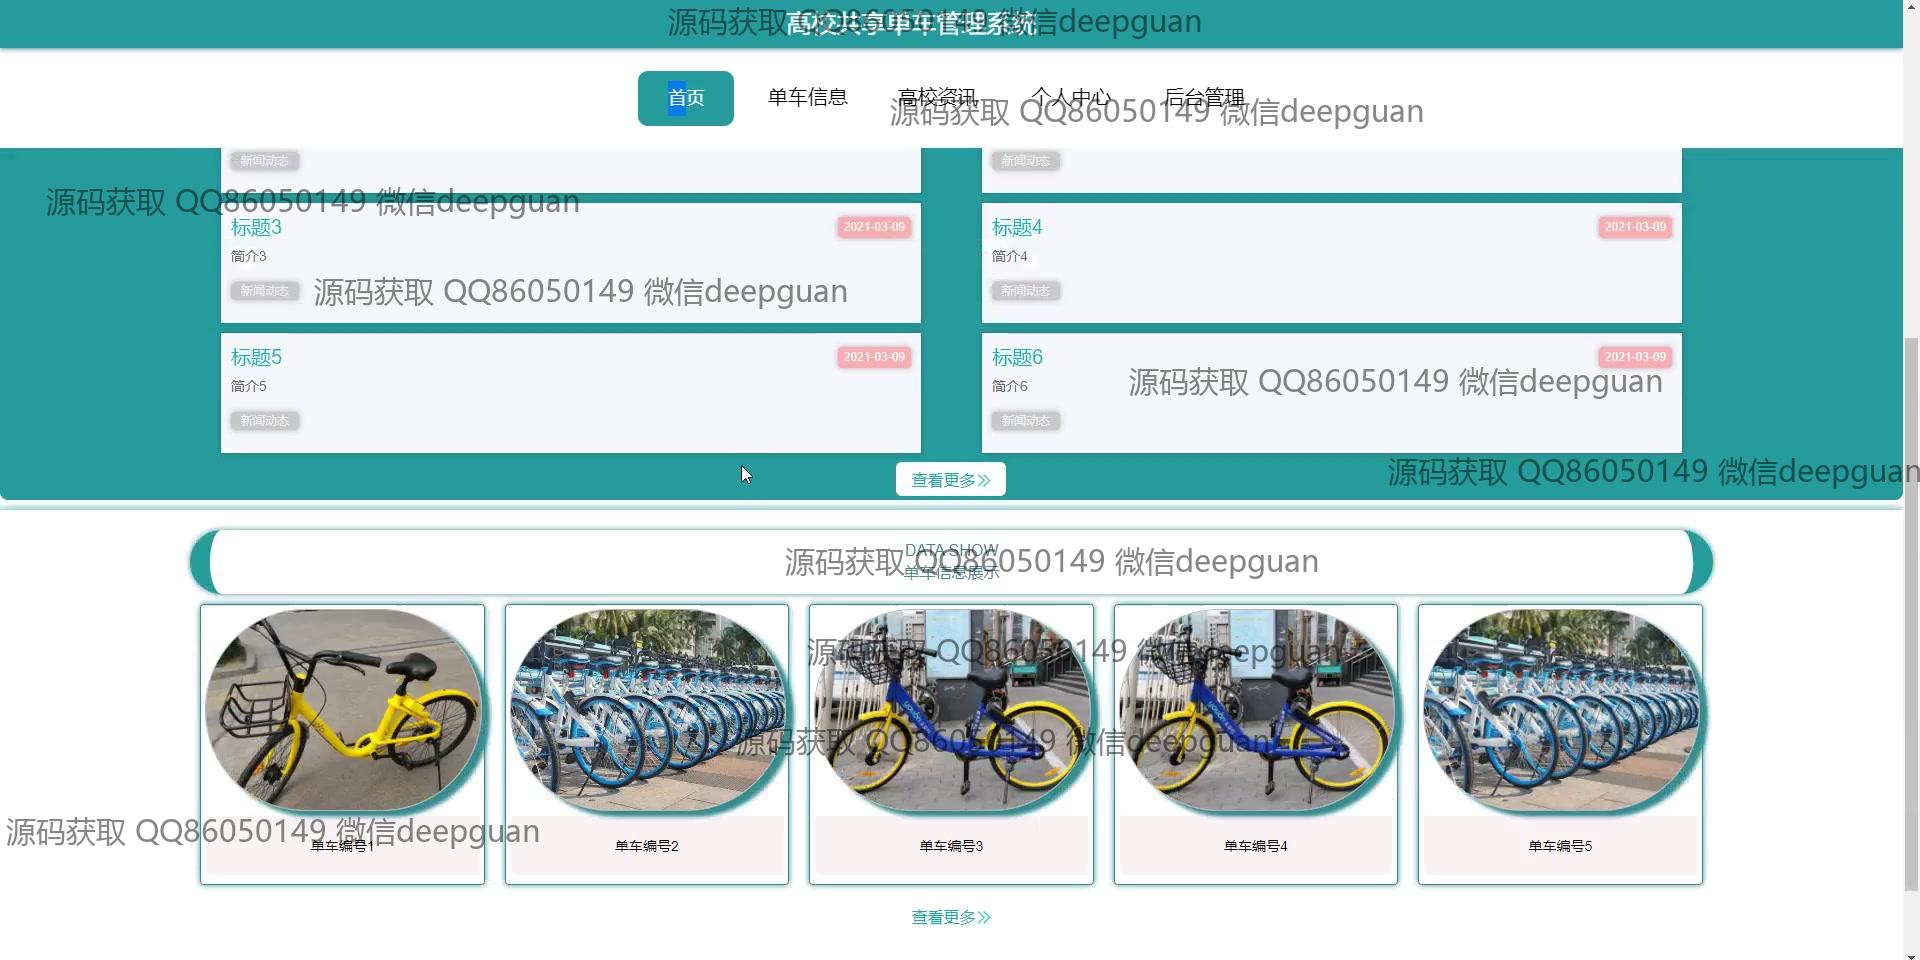 高校共享单车管理系统
源码获取 QQ86050149 微信deepguan
首页
单车信息
高校资讯
个人中心
后台管理
源码获取 QQ86050149 微信deepguan
新闻动态
新闻动态
源码获取 QQ86050149 微信deepguan
标题3
2021-03-09
简介3
新闻动态
标题4
2021-03-09
简介4
新闻动态
源码获取 QQ86050149 微信deepguan
标题5
2021-03-09
简介5
新闻动态
标题6
2021-03-09
简介6
新闻动态
源码获取 QQ86050149 微信deepguan
查看更多
源码获取 QQ86050149 微信deepguan
DATA SHOW
单车信息展示
源码获取 QQ86050149 微信deepguan
源码获取 QQ86050149 微信deepguan
源码获取 QQ86050149 微信deepguan
源码获取 QQ86050149 微信deepguan
单车编号1
单车编号2
单车编号3
单车编号4
单车编号5
查看更多